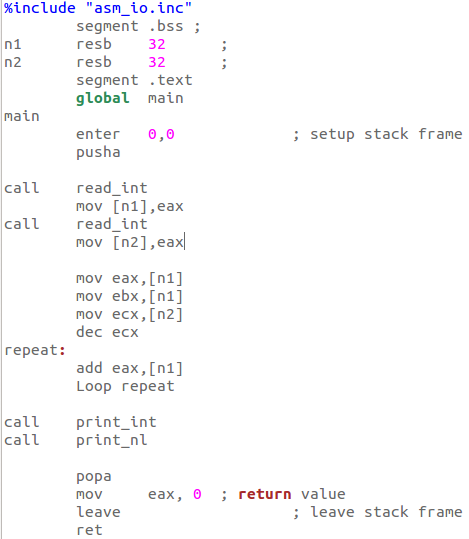 %include "asm_io.inc"
segment .bss ;
n1 resb 32 ;
n2 resb 32 ;
segment .text
global main
main
enter 0,0 ; setup stack frame
pusha
call read_int
mov [n1],eax
call read_int
mov [n2],eax
mov eax,[n1]
mov ebx,[n1]
mov ecx,[n2]
dec ecx
repeat:
add eax,[n1]
Loop repeat
call print_int
call print_nl
popa
mov eax, 0 ; return value
leave ; leave stack frame
ret